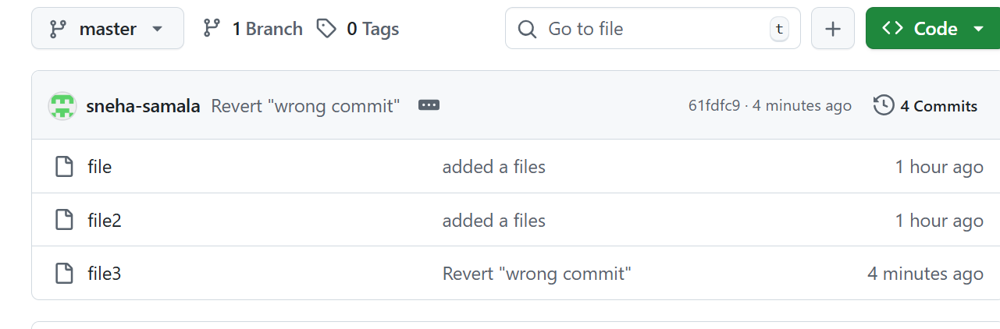 master 1 Branch 0 Tags Go to file t Code
sneha-samala Revert "wrong commit" 61fdfc9 · 4 minutes ago 4 Commits
file added a files 1 hour ago
file2 added a files 1 hour ago
file3 Revert "wrong commit" 4 minutes ago